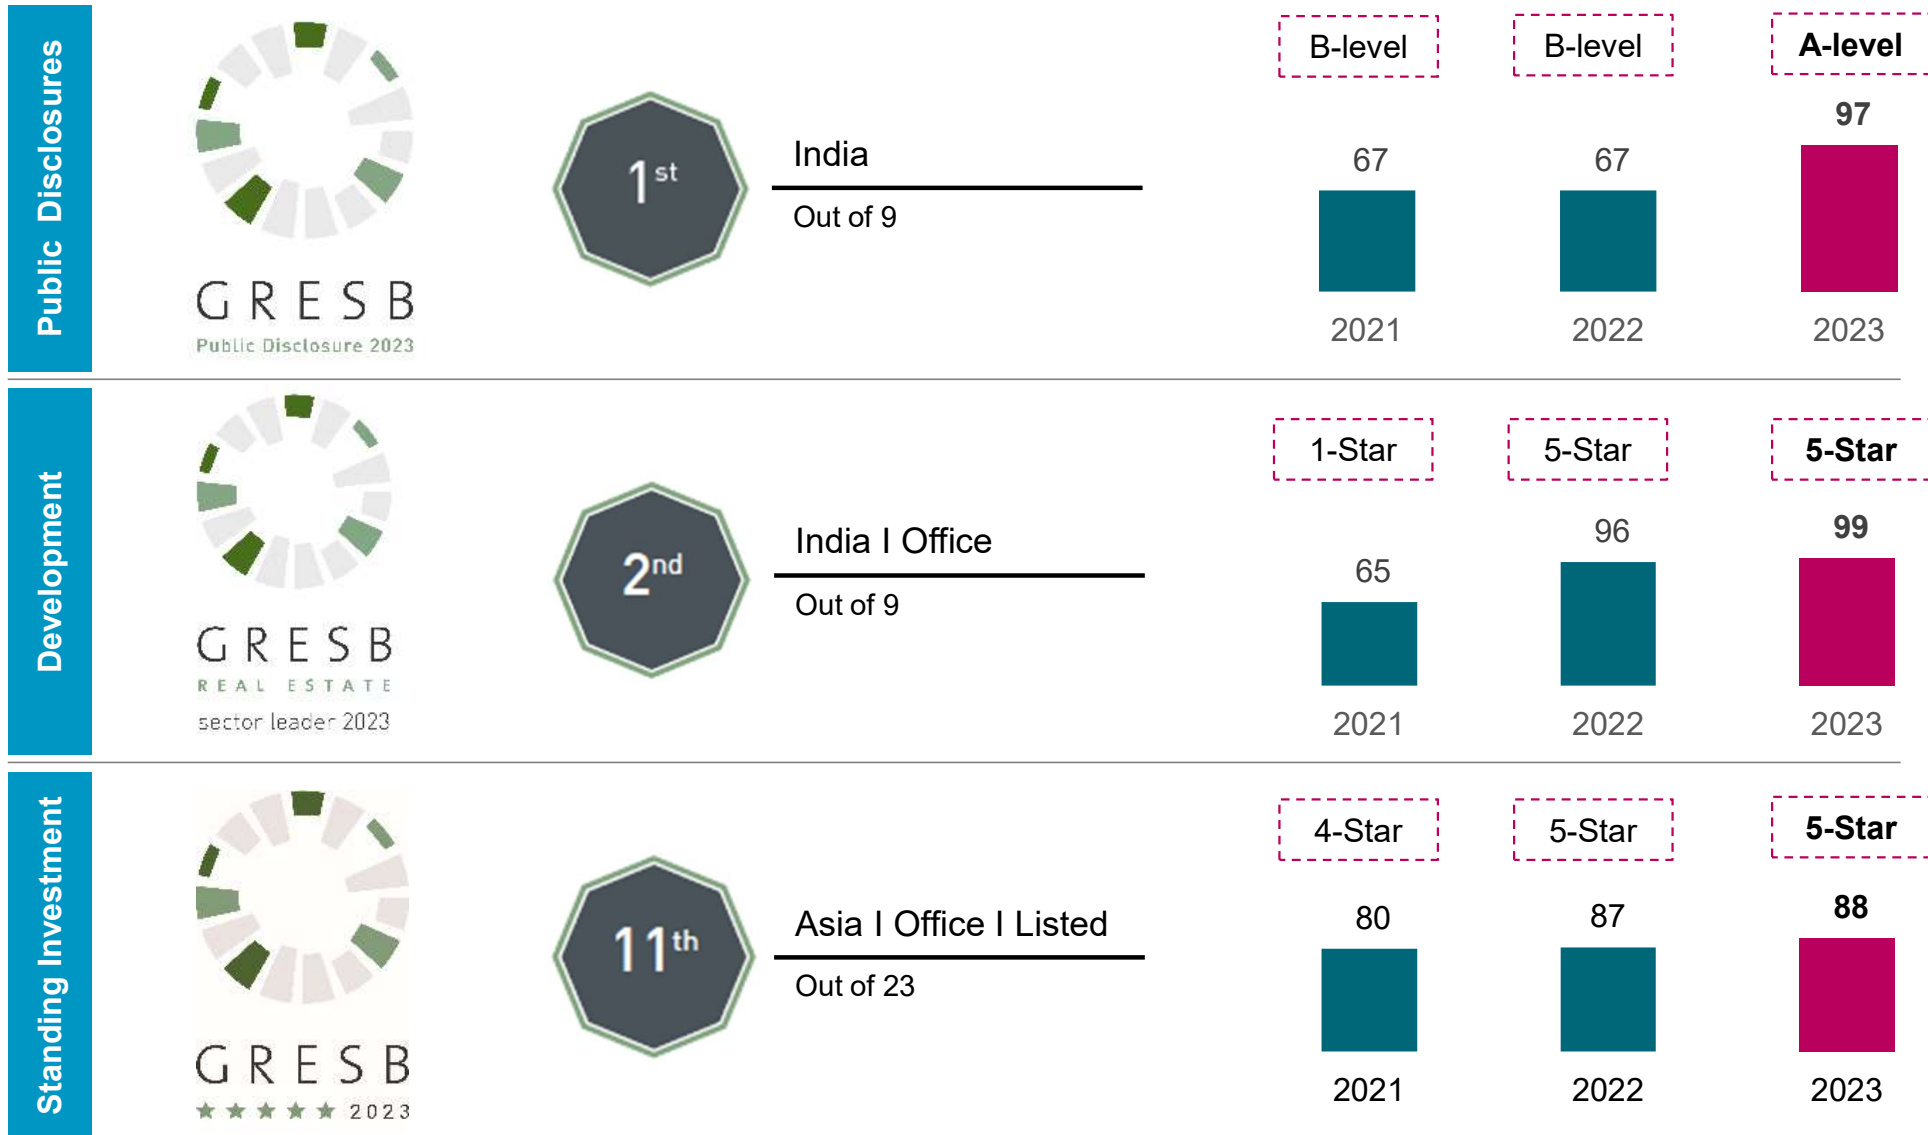 Public Disclosures
GRESB
Public Disclosure 2023
1st
India
Out of 9
B-level
B-level
A-level
67
67
97
2021
2022
2023
Development
GRESB
REAL ESTATE
sector leader 2023
2nd
India I Office
Out of 9
1-Star
5-Star
5-Star
65
96
99
2021
2022
2023
Standing Investment
GRESB
★★★★★ 2023
11th
Asia I Office I Listed
Out of 23
4-Star
5-Star
5-Star
80
87
88
2021
2022
2023